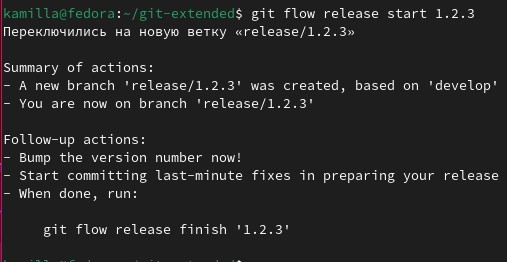 kamilla@fedora:~/git-extended$ git flow release start 1.2.3
Переключились на новую ветку «release/1.2.3»
Summary of actions:
- A new branch 'release/1.2.3' was created, based on 'develop'
- You are now on branch 'release/1.2.3'
Follow-up actions:
- Bump the version number now!
- Start committing last-minute fixes in preparing your release
- When done, run:
git flow release finish '1.2.3'